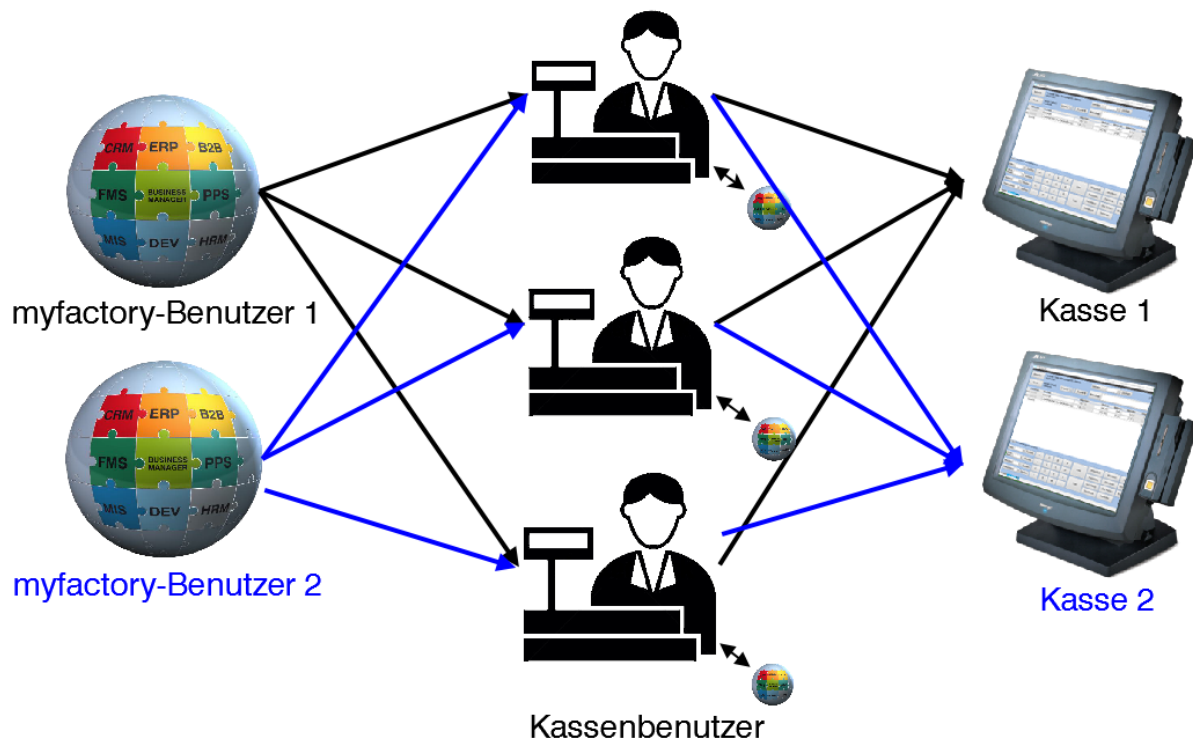 CRM ERP B2B
FMS BUSINESS MANAGER PPS
MIS DEV HRM
myfactory-Benutzer 1
CRM ERP B2B
FMS BUSINESS MANAGER PPS
MIS DEV HRM
myfactory-Benutzer 2
Kassenbenutzer
Kasse 1
Kasse 2